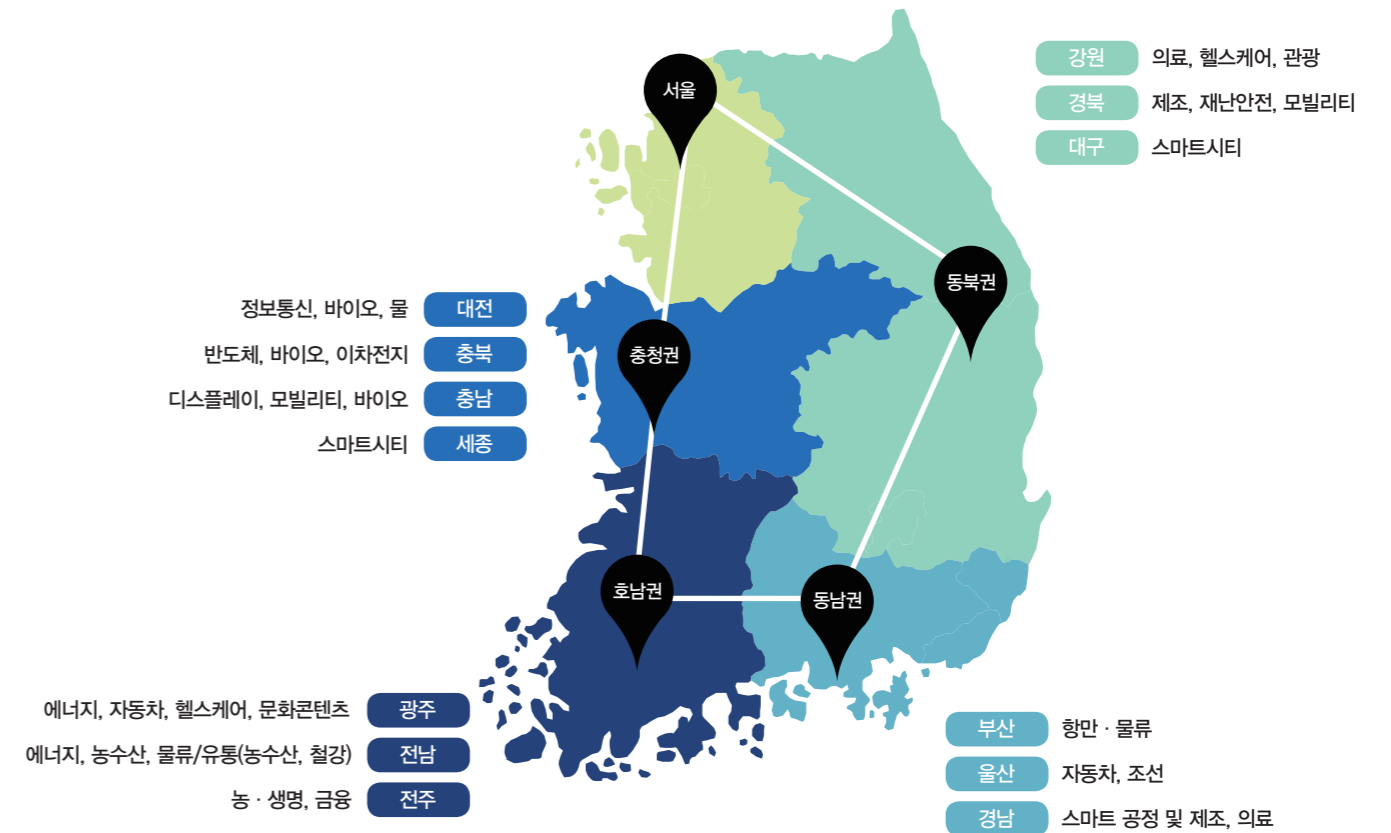 서울
강원 의료, 헬스케어, 관광
경북 제조, 재난안전, 모빌리티
대구 스마트시티
동북권
정보통신, 바이오, 물 대전
반도체, 바이오, 이차전지 충북
디스플레이, 모빌리티, 바이오 충남
스마트시티 세종
충청권
호남권
동남권
에너지, 자동차, 헬스케어, 문화콘텐츠 광주
에너지, 농수산, 물류/유통(농수산, 철강) 전남
농 · 생명, 금융 전주
부산 항만 · 물류
울산 자동차, 조선
경남 스마트 공정 및 제조, 의료